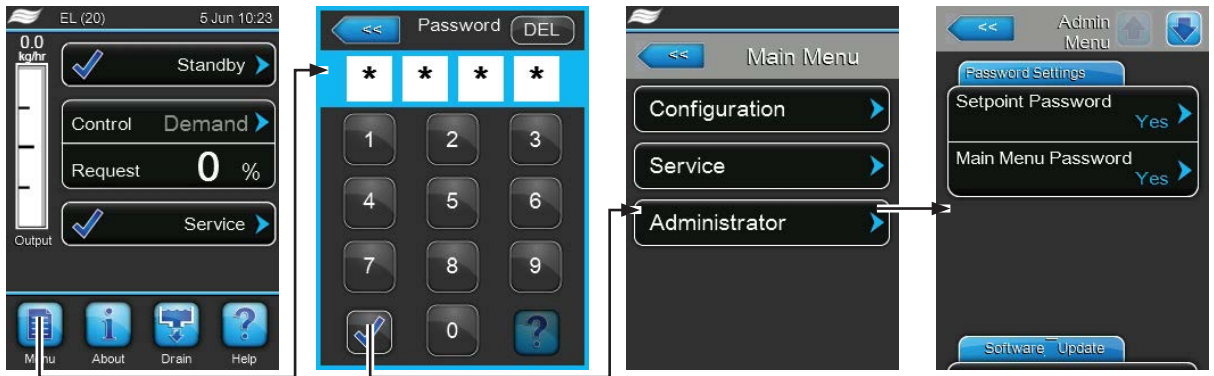 EL (20) 5 Jun 10:23
0.0
kg/hr
Standby
Control Demand
Request 0 %
Service
Output
Menu About Drain Help
<< Password DEL
* * * *
1 2 3
4 5 6
7 8 9
0 ?
<< Main Menu
Configuration
Service
Administrator
<< Admin
Menu
Password Settings
Setpoint Password
Yes
Main Menu Password
Yes
Software Update